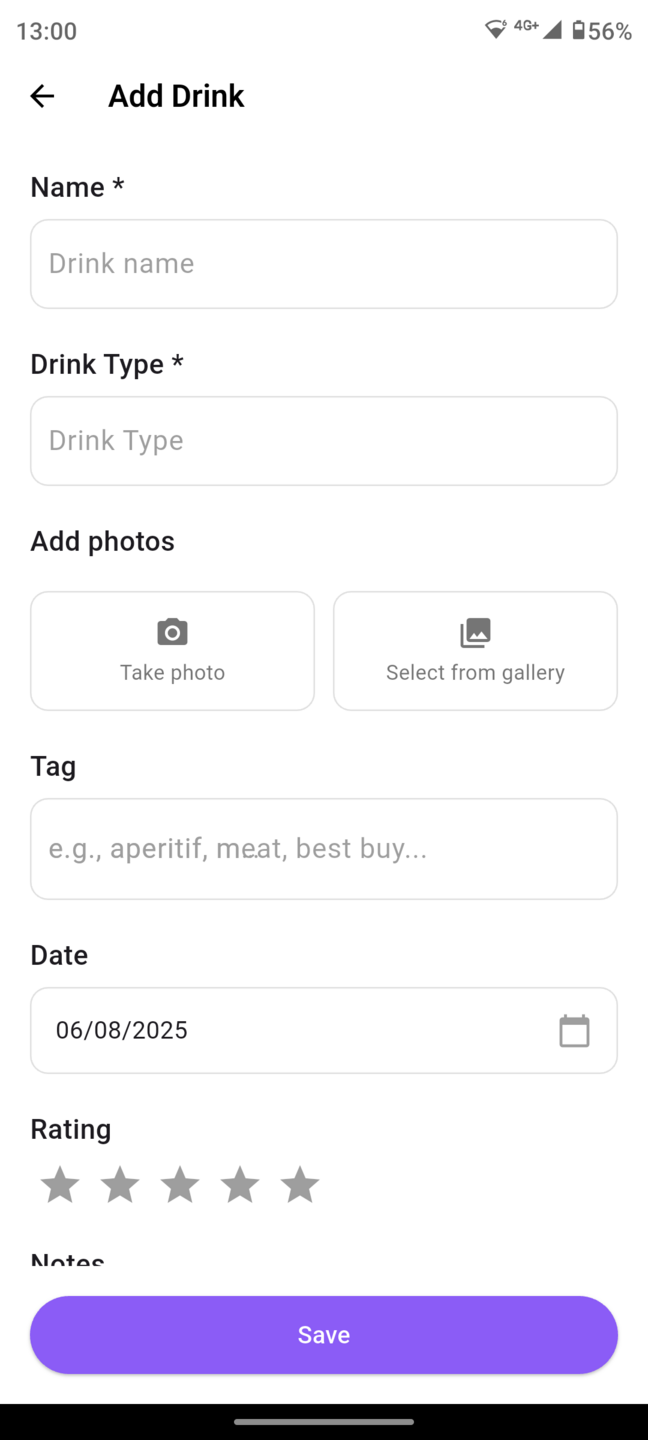 13:00 4G+ 56%
Add Drink
Name *
Drink name
Drink Type *
Drink Type
Add photos
Take photo Select from gallery
Tag
e.g., aperitif, meat, best buy...
Date
06/08/2025
Rating
Notes
Save